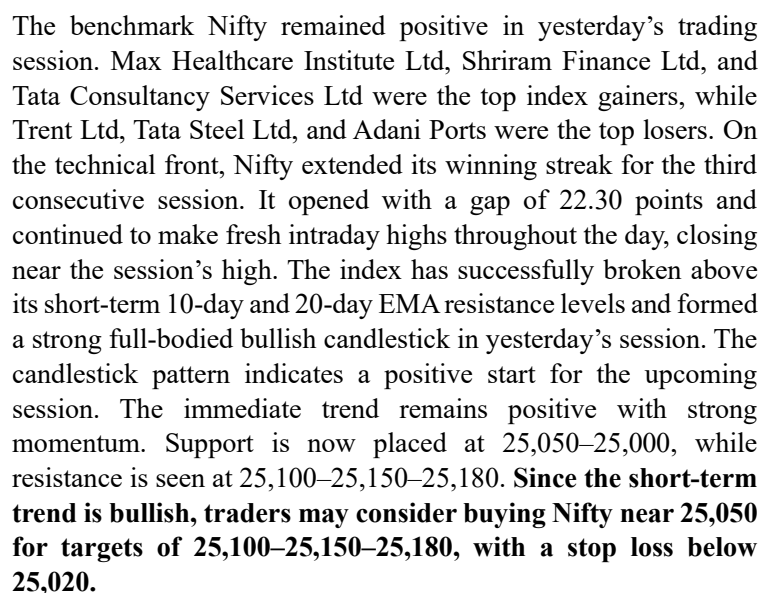 The benchmark Nifty remained positive in yesterday’s trading
session. Max Healthcare Institute Ltd, Shriram Finance Ltd, and
Tata Consultancy Services Ltd were the top index gainers, while
Trent Ltd, Tata Steel Ltd, and Adani Ports were the top losers. On
the technical front, Nifty extended its winning streak for the third
consecutive session. It opened with a gap of 22.30 points and
continued to make fresh intraday highs throughout the day, closing
near the session’s high. The index has successfully broken above
its short-term 10-day and 20-day EMA resistance levels and formed
a strong full-bodied bullish candlestick in yesterday’s session. The
candlestick pattern indicates a positive start for the upcoming
session. The immediate trend remains positive with strong
momentum. Support is now placed at 25,050–25,000, while
resistance is seen at 25,100–25,150–25,180. Since the short-term
trend is bullish, traders may consider buying Nifty near 25,050
for targets of 25,100–25,150–25,180, with a stop loss below
25,020.